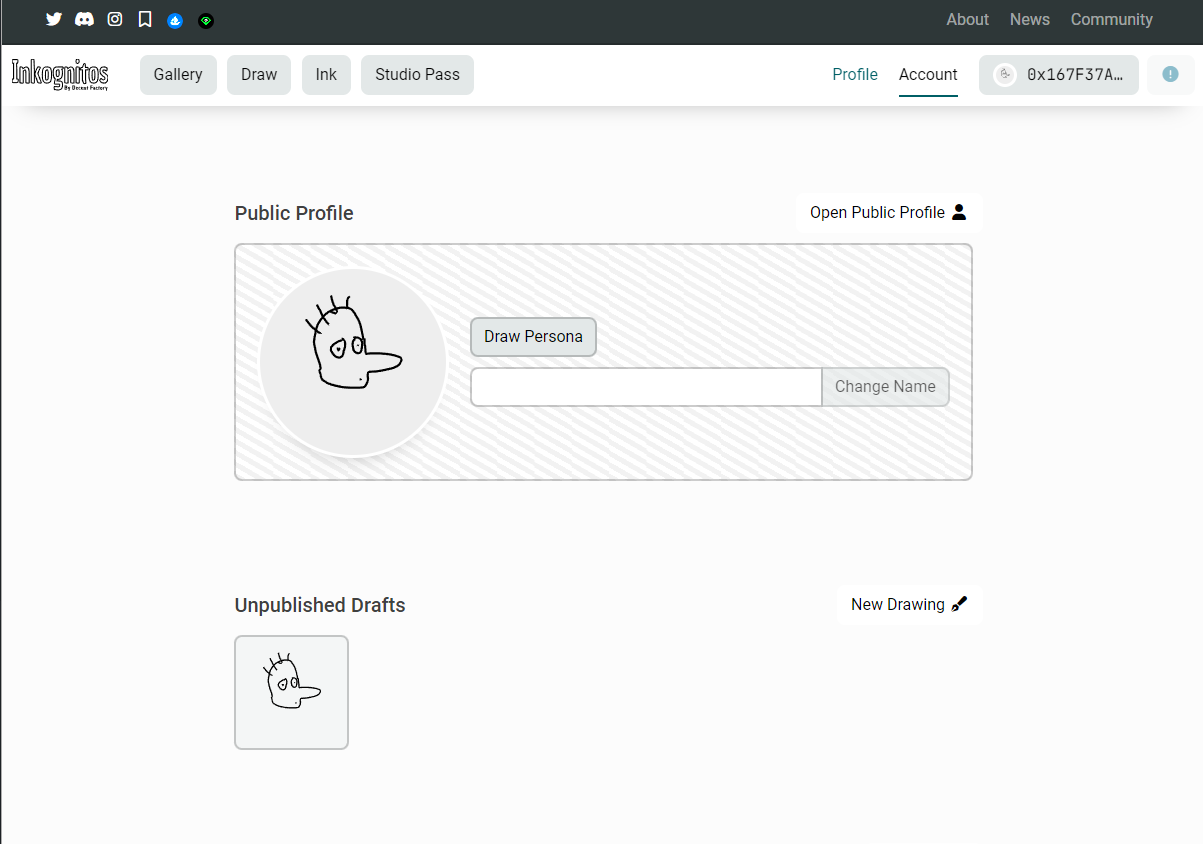 About News Community
Inkognitos
By Decent Factory
Gallery Draw Ink Studio Pass Profile Account 0x167F37A…
Public Profile Open Public Profile
Draw Persona
Change Name
Unpublished Drafts New Drawing